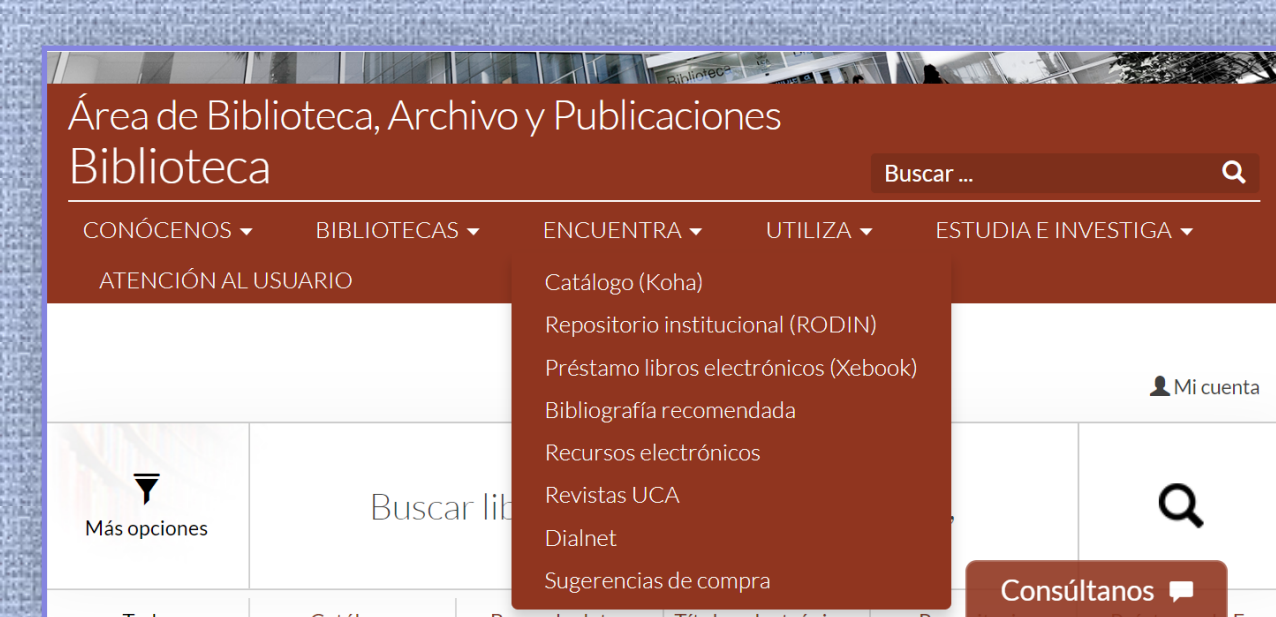 Biblioteca
Área de Biblioteca, Archivo y Publicaciones
Biblioteca
Buscar ...
CONÓCENOS
BIBLIOTECAS
ENCUENTRA
UTILIZA
ESTUDIA E INVESTIGA
ATENCIÓN AL USUARIO
Catálogo (Koha)
Repositorio institucional (RODIN)
Préstamo libros electrónicos (Xebook)
Bibliografía recomendada
Recursos electrónicos
Revistas UCA
Dialnet
Sugerencias de compra
Mi cuenta
Más opciones
Buscar
Consúltanos